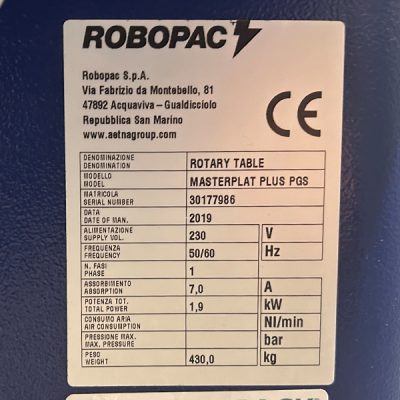 ROBOPAC
Robopac S.p.A.
Via Fabrizio da Montebello, 81
47892 Acquaviva – Gualdicciolo
Repubblica San Marino
www.aetnagroup.com
CE
DENOMINAZIONE
DENOMINATION
ROTARY TABLE
MODELLO
MODEL
MASTERPLAT PLUS PGS
MATRICOLA
SERIAL NUMBER
30177986
DATA
DATE OF MAN.
2019
ALIMENTAZIONE
SUPPLY VOL.
230 V
FREQUENZA
FREQUENCY
50/60 Hz
N. FASI
PHASE
1
ASSORBIMENTO
ABSORPTION
7,0 A
POTENZA TOT.
TOTAL POWER
1,9 kW
CONSUMO ARIA
AIR CONSUMPTION
Nl/min
PRESSIONE MAX.
MAX. PRESSURE
bar
PESO
WEIGHT
430,0 kg